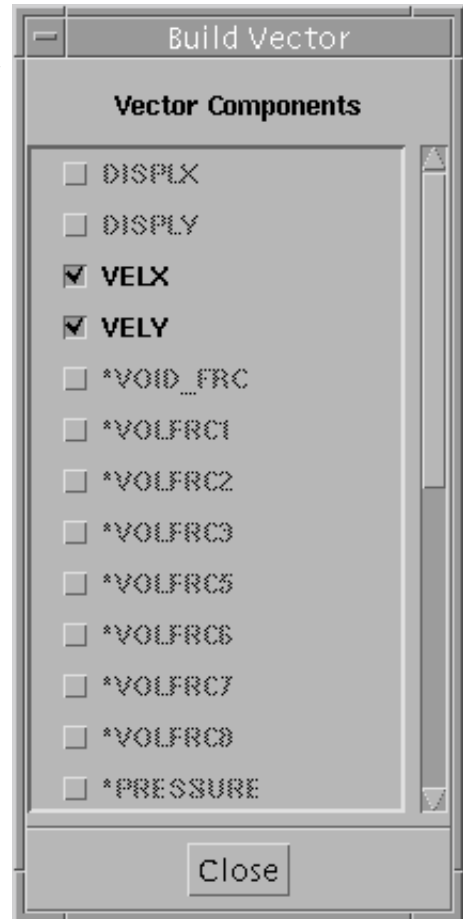 Build Vector
Vector Components
DISPLX
DISPLY
VELX
VELY
*VOID_FRC
*VOLFRC1
*VOLFRC2
*VOLFRC3
*VOLFRC5
*VOLFRC6
*VOLFRC7
*VOLFRC8
*PRESSURE
Close